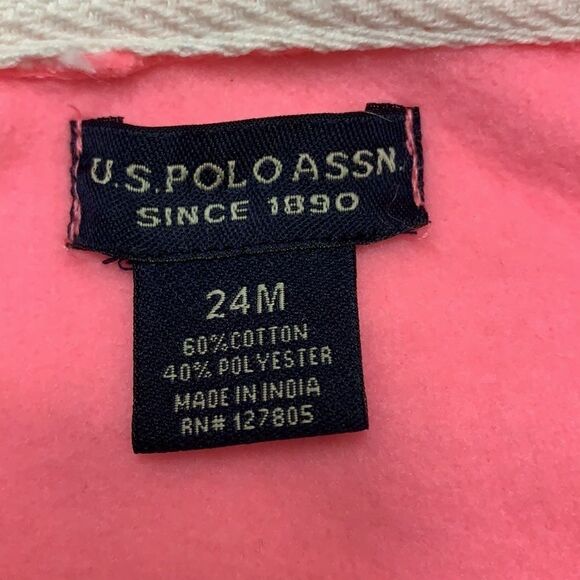 U.S. POLO ASSN.
SINCE 1890
24M
60% COTTON
40% POLYESTER
MADE IN INDIA
RN# 127805